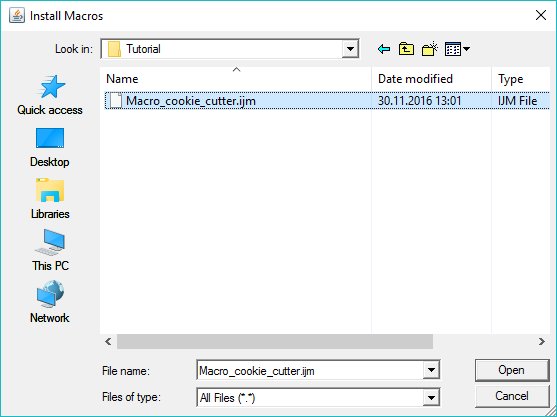 Install Macros
Look in: Tutorial
Name Date modified Type
Macro_cookie_cutter.ijm 30.11.2016 13:01 IJM File
Quick access
Desktop
Libraries
This PC
Network
File name: Macro_cookie_cutter.ijm Open
Files of type: All Files (*.*) Cancel